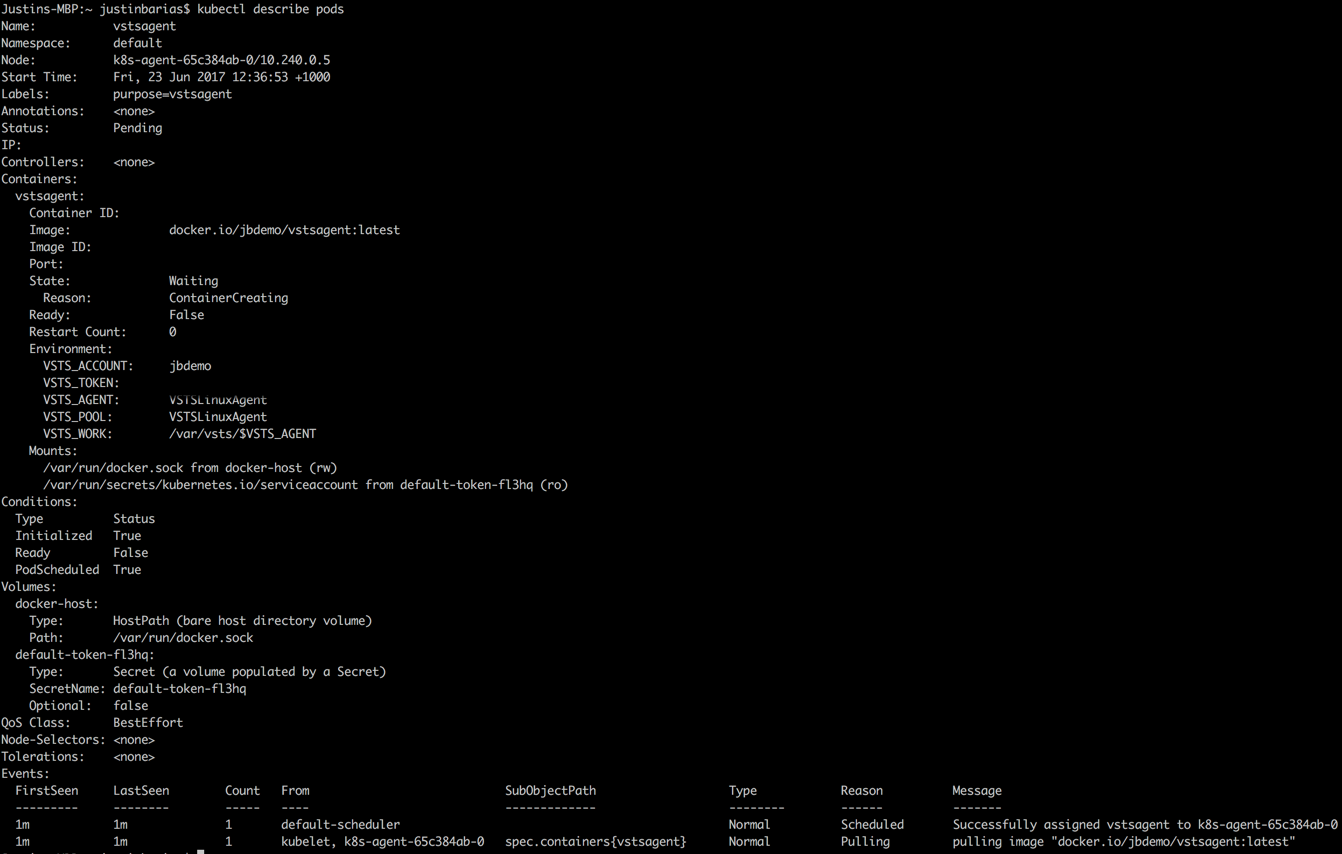 Justins-MBP:~ justinbarias$ kubectl describe pods
Name: vstsagent
Namespace: default
Node: k8s-agent-65c384ab-0/10.240.0.5
Start Time: Fri, 23 Jun 2017 12:36:53 +1000
Labels: purpose=vstsagent
Annotations: <none>
Status: Pending
IP:
Controllers: <none>
Containers:
vstsagent:
Container ID:
Image: docker.io/jbdemo/vstsagent:latest
Image ID:
Port:
State: Waiting
Reason: ContainerCreating
Ready: False
Restart Count: 0
Environment:
VSTS_ACCOUNT: jbdemo
VSTS_TOKEN:
VSTS_AGENT: VSTSLinuxAgent
VSTS_POOL: VSTSLinuxAgent
VSTS_WORK: /var/vsts/$VSTS_AGENT
Mounts:
/var/run/docker.sock from docker-host (rw)
/var/run/secrets/kubernetes.io/serviceaccount from default-token-fl3hq (ro)
Conditions:
Type Status
Initialized True
Ready False
PodScheduled True
Volumes:
docker-host:
Type: HostPath (bare host directory volume)
Path: /var/run/docker.sock
default-token-fl3hq:
Type: Secret (a volume populated by a Secret)
SecretName: default-token-fl3hq
Optional: false
QoS Class: BestEffort
Node-Selectors: <none>
Tolerations: <none>
Events:
FirstSeen LastSeen Count From SubObjectPath Type Reason Message
--------- -------- ----- ---- ------------- -------- ------ -------
1m 1m 1 default-scheduler Normal Scheduled Successfully assigned vstsagent to k8s-agent-65c384ab-0
1m 1m 1 kubelet, k8s-agent-65c384ab-0 spec.containers{vstsagent} Normal Pulling pulling image "docker.io/jbdemo/vstsagent:latest"